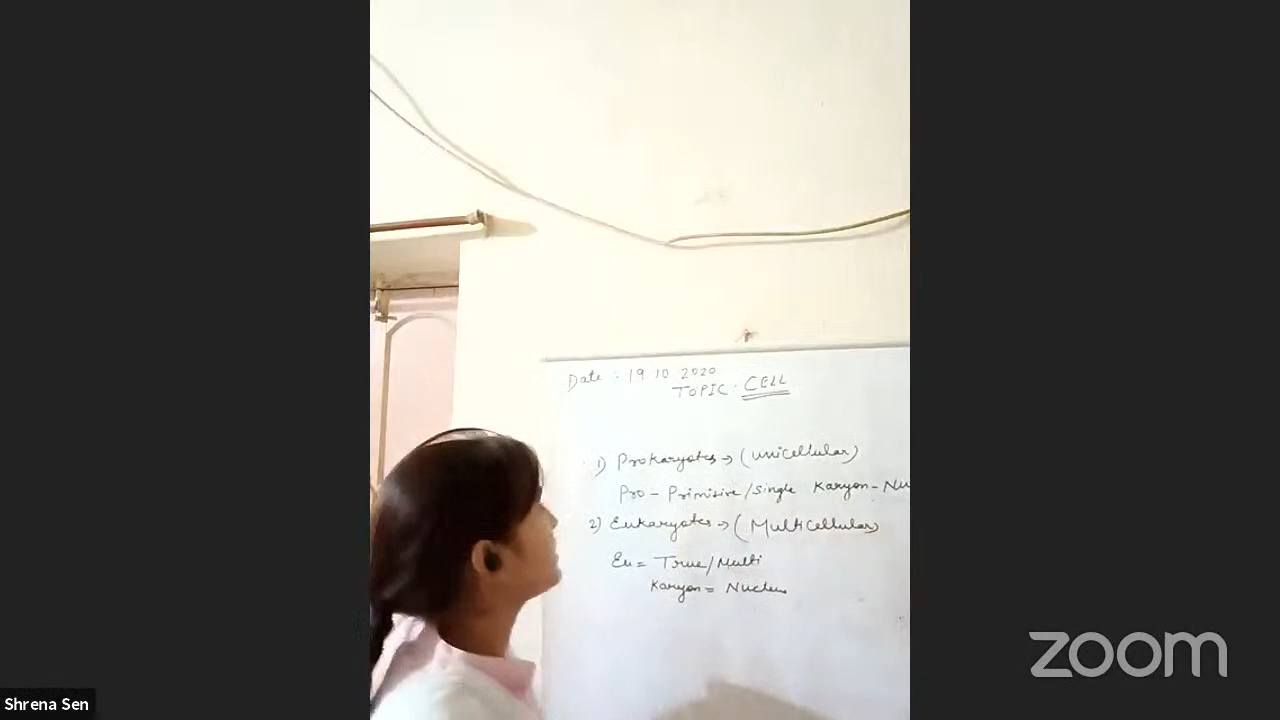 Date : 19 10 2020
TOPIC : CELL
1) Prokaryotes → (unicellular)
Pro - Primitive/single Karyon - Nu
2) Eukaryotes → (Multicellular)
Eu = True/Multi
Karyon = Nucleus
zoom
Shrena Sen